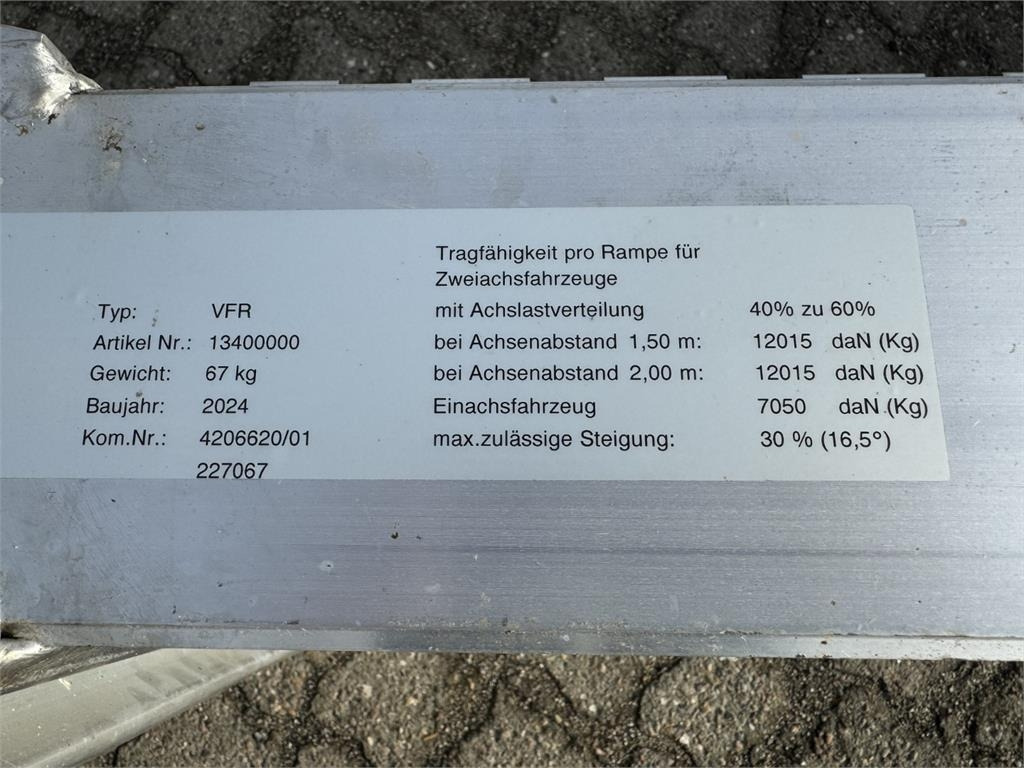 Tragfähigkeit pro Rampe für
Zweiachsfahrzeuge
Typ: VFR mit Achslastverteilung 40% zu 60%
Artikel Nr.: 13400000 bei Achsenabstand 1,50 m: 12015 daN (Kg)
Gewicht: 67 kg bei Achsenabstand 2,00 m: 12015 daN (Kg)
Baujahr: 2024 Einachsfahrzeug 7050 daN (Kg)
Kom.Nr.: 4206620/01 max.zulässige Steigung: 30 % (16,5°)
227067